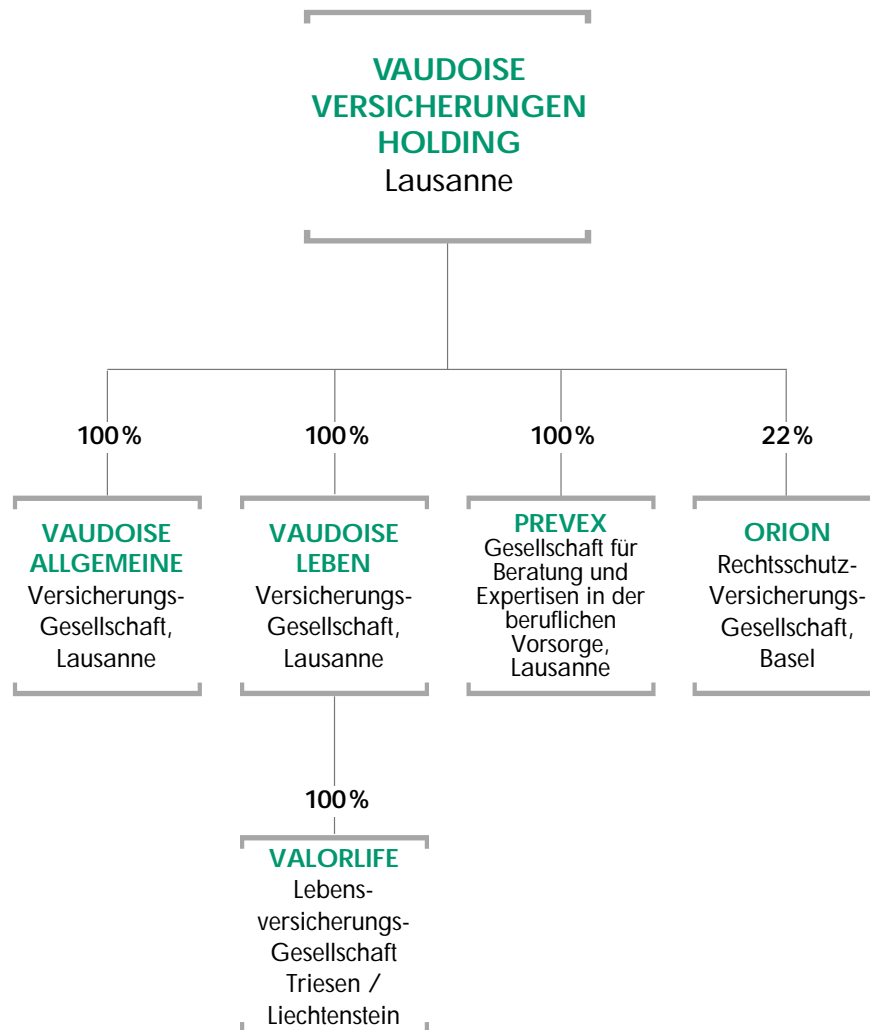 VAUDOISE
VERSICHERUNGEN
HOLDING
Lausanne
100%
100%
100%
22%
VAUDOISE
ALLGEMEINE
Versicherungs-
Gesellschaft,
Lausanne
VAUDOISE
LEBEN
Versicherungs-
Gesellschaft,
Lausanne
PREVEX
Gesellschaft für
Beratung und
Expertisen in der
beruflichen
Vorsorge,
Lausanne
ORION
Rechtsschutz-
Versicherungs-
Gesellschaft,
Basel
100%
VALORLIFE
Lebens-
versicherungs-
Gesellschaft
Triesen /
Liechtenstein